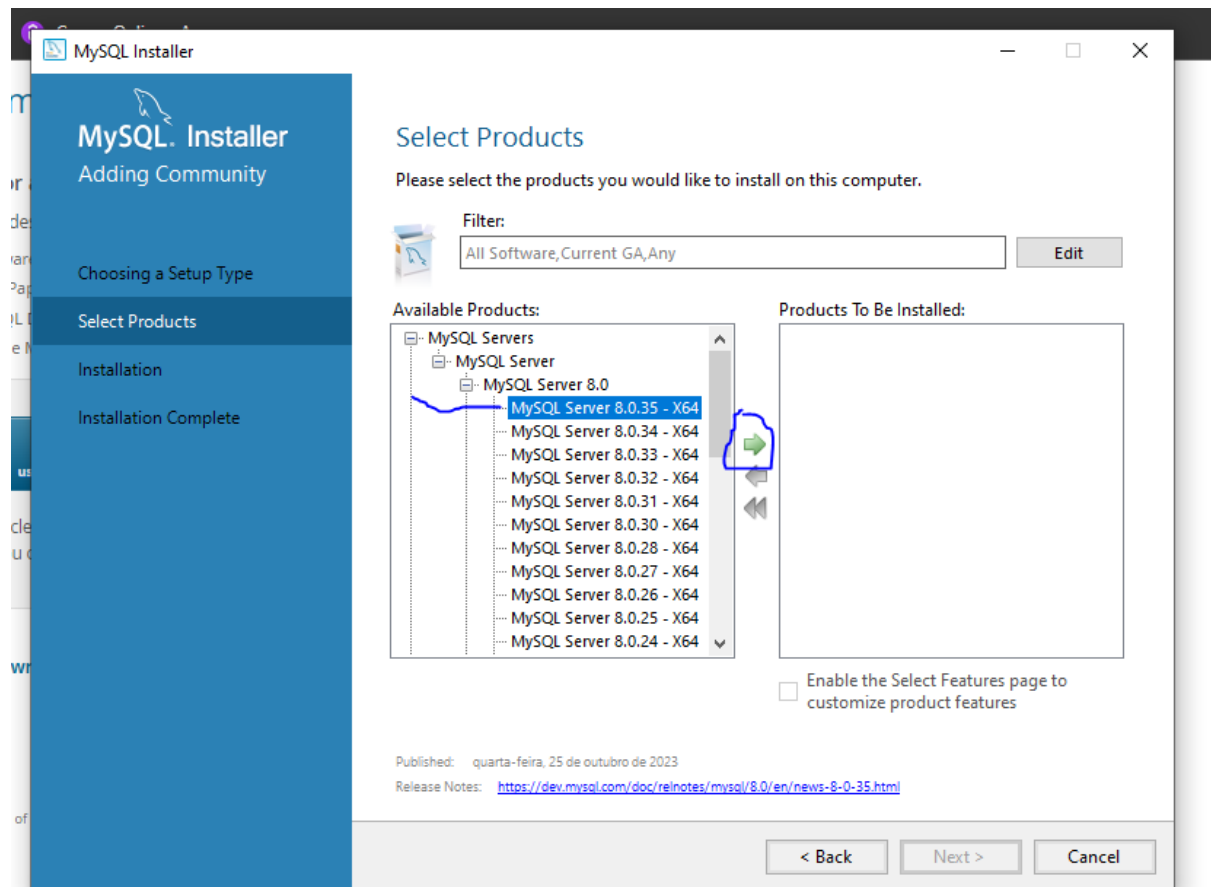 MySQL Installer
MySQL. Installer
Adding Community
Choosing a Setup Type
Select Products
Installation
Installation Complete
Select Products
Please select the products you would like to install on this computer.
Filter:
All Software,Current GA,Any
Edit
Available Products:
MySQL Servers
MySQL Server
MySQL Server 8.0
MySQL Server 8.0.35 - X64
MySQL Server 8.0.34 - X64
MySQL Server 8.0.33 - X64
MySQL Server 8.0.32 - X64
MySQL Server 8.0.31 - X64
MySQL Server 8.0.30 - X64
MySQL Server 8.0.28 - X64
MySQL Server 8.0.27 - X64
MySQL Server 8.0.26 - X64
MySQL Server 8.0.25 - X64
MySQL Server 8.0.24 - X64
Products To Be Installed:
Enable the Select Features page to
customize product features
Published: quarta-feira, 25 de outubro de 2023
Release Notes: https://dev.mysql.com/doc/relnotes/mysql/8.0/en/news-8-0-35.html
< Back
Next >
Cancel